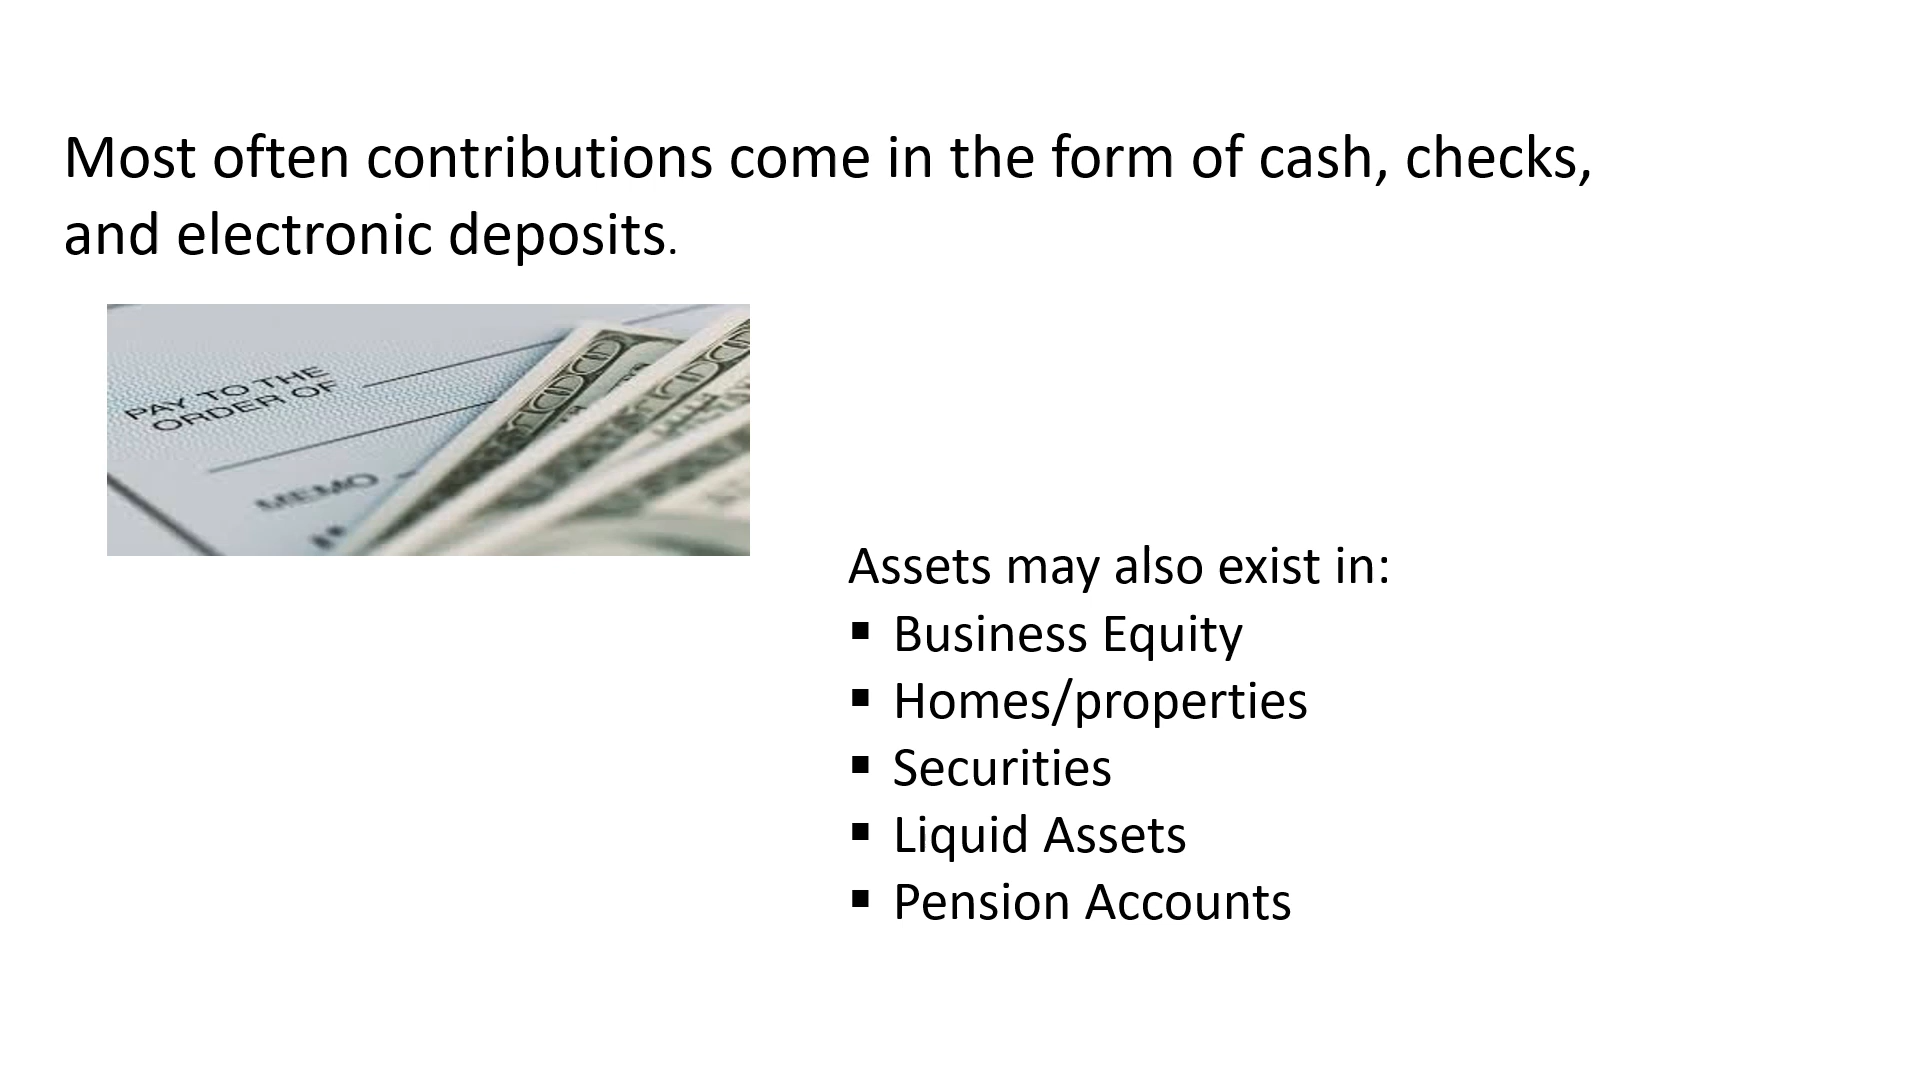 Most often contributions come in the form of cash, checks,
and electronic deposits.
PAY TO THE
ORDER OF
MEMO
Assets may also exist in:
▪ Business Equity
▪ Homes/properties
▪ Securities
▪ Liquid Assets
▪ Pension Accounts